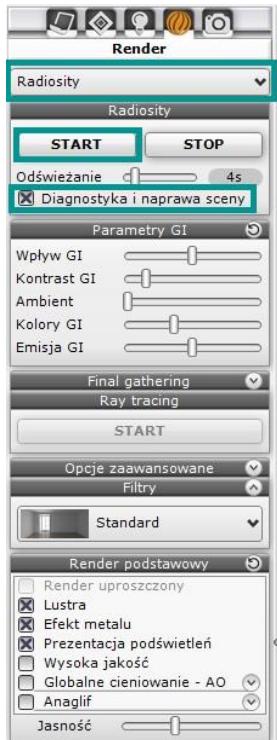 Render
Radiosity
Radiosity
START STOP
Odświeżanie 4s
Diagnostyka i naprawa sceny
Parametry GI
Wpływ GI
Kontrast GI
Ambient
Kolory GI
Emisja GI
Final gathering
Ray tracing
START
Opcje zaawansowane
Filtry
Standard
Render podstawowy
Render uproszczony
Lustra
Efekt metalu
Prezentacja podświetleń
Wysoka jakość
Globalne cieniowanie - AO
Anaglif
Jasność